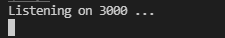 Listening on 3000 ...